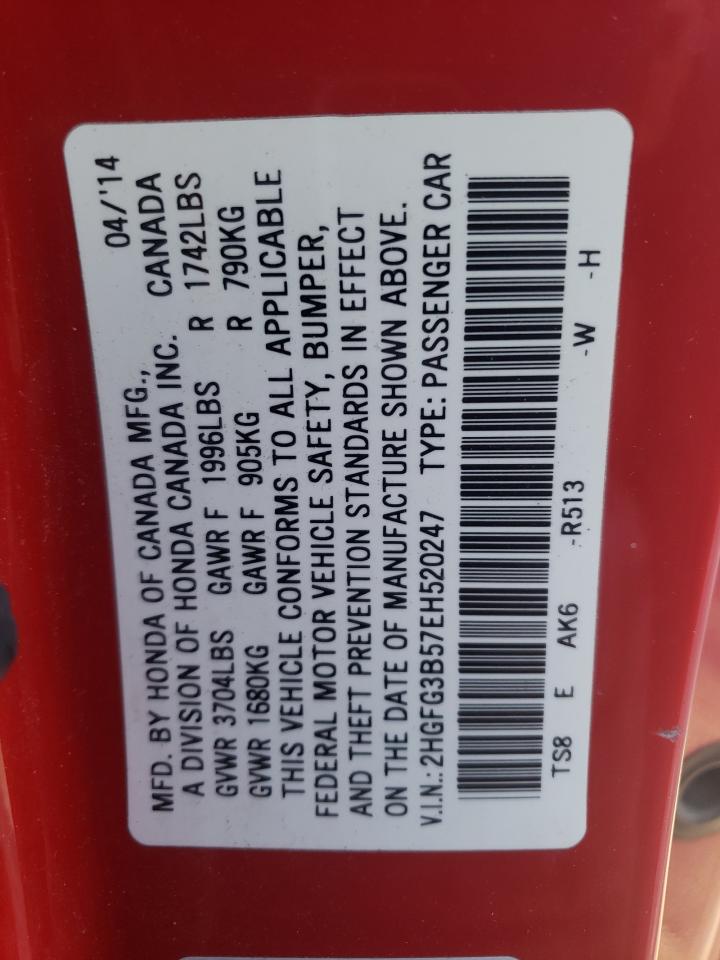 04/'14
MFD. BY HONDA OF CANADA MFG.,
A DIVISION OF HONDA CANADA INC. CANADA
GVWR 3704LBS GAWR F 1996LBS R 1742LBS
GVWR 1680KG GAWR F 905KG R 790KG
THIS VEHICLE CONFORMS TO ALL APPLICABLE
FEDERAL MOTOR VEHICLE SAFETY, BUMPER,
AND THEFT PREVENTION STANDARDS IN EFFECT
ON THE DATE OF MANUFACTURE SHOWN ABOVE.
V.I.N.: 2HGFG3B57EH520247 TYPE: PASSENGER CAR
TS8 E AK6 -R513 -W -H